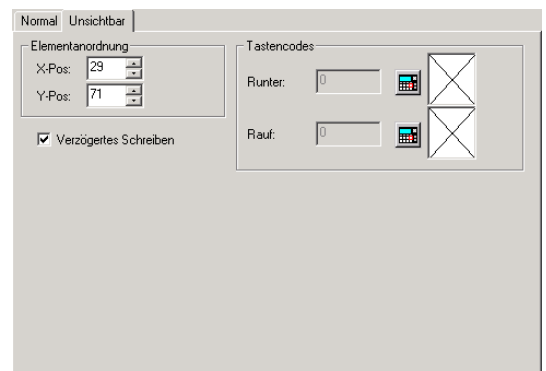 Normal Unsichtbar
Elementanordnung
X-Pos: 29
Y-Pos: 71
Verzögertes Schreiben
Tastencodes
Runter: 0
Rauf: 0